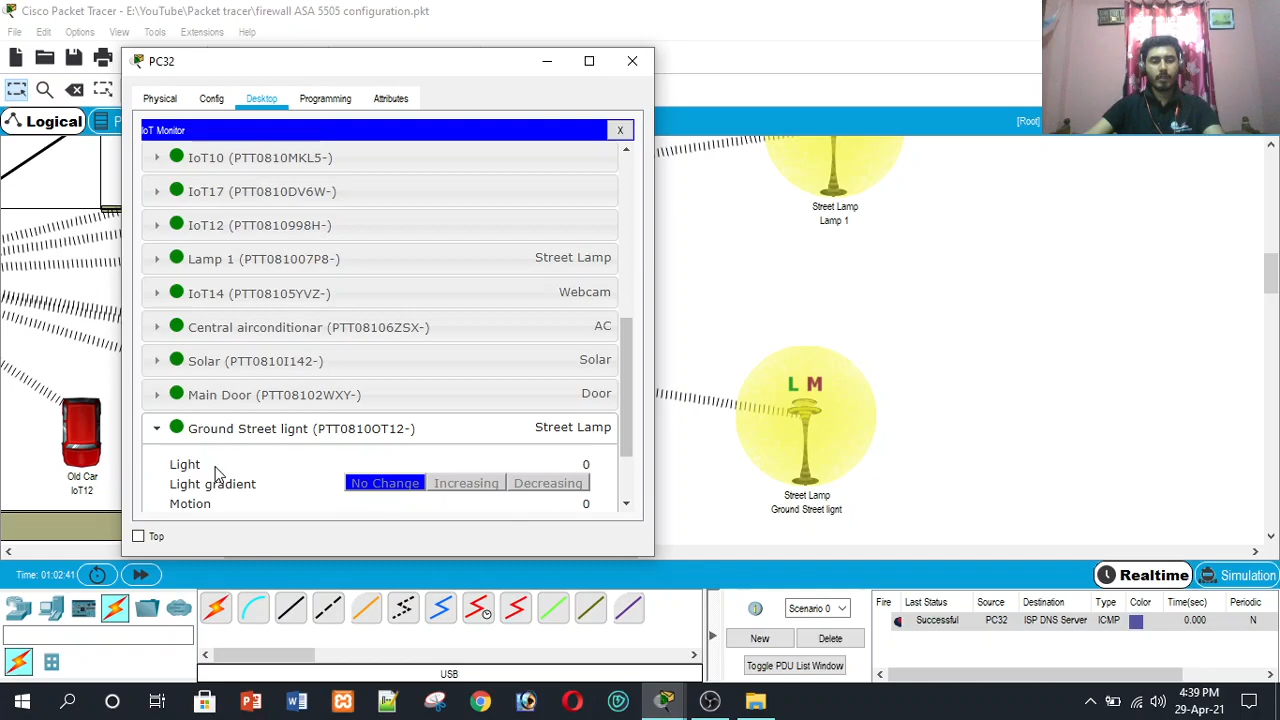 Cisco Packet Tracer - E:\YouTube\Packet tracer\firewall ASA 5505 configuration.pkt
File Edit Options View Tools Extensions Help
PC32
Physical Config Desktop Programming Attributes
Logical P
[Root]
IoT Monitor X
IoT10 (PTT0810MKL5-)
IoT17 (PTT0810DV6W-)
IoT12 (PTT0810998H-)
Lamp 1 (PTT081007P8-) Street Lamp
IoT14 (PTT08105YVZ-) Webcam
Central airconditionar (PTT08106ZSX-) AC
Solar (PTT0810I142-) Solar
Main Door (PTT08102WXY-) Door
Ground Street lignt (PTT0810OT12-) Street Lamp
Light 0
Light gradient No Change Increasing Decreasing
Motion 0
Top
Street Lamp
Lamp 1
L M
Street Lamp
Ground Street lignt
Old Car
IoT12
Time: 01:02:41
Realtime Simulation
Scenario 0
New Delete
Toggle PDU List Window
Fire Last Status Source Destination Type Color Time(sec) Periodic
Successful PC32 ISP DNS Server ICMP 0.000 N
USB
4:39 PM
29-Apr-21